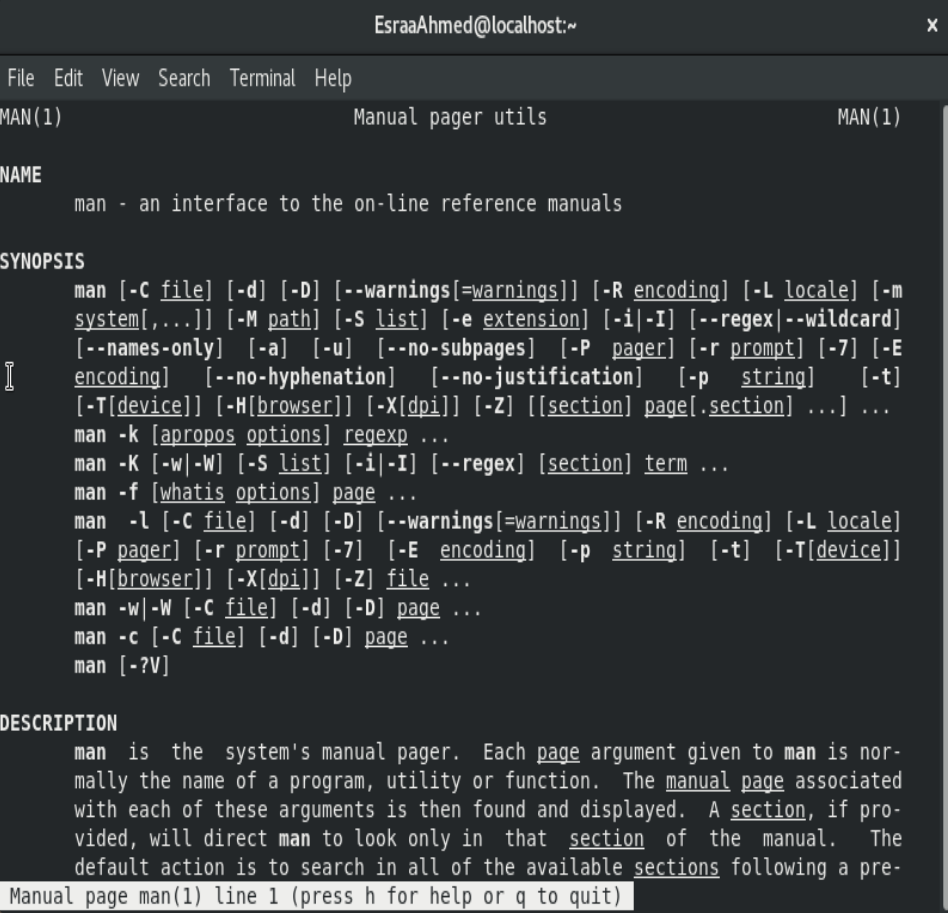 EsraaAhmed@localhost:~ ×
File Edit View Search Terminal Help
MAN(1) Manual pager utils MAN(1)
NAME
man - an interface to the on-line reference manuals
SYNOPSIS
man [-C file] [-d] [-D] [--warnings[=warnings]] [-R encoding] [-L locale] [-m
system[,...]] [-M path] [-S list] [-e extension] [-i|-I] [--regex|--wildcard]
[--names-only] [-a] [-u] [--no-subpages] [-P pager] [-r prompt] [-7] [-E
encoding] [--no-hyphenation] [--no-justification] [-p string] [-t]
[-T[device]] [-H[browser]] [-X[dpi]] [-Z] [[section] page[.section] ...] ...
man -k [apropos options] regexp ...
man -K [-w|-W] [-S list] [-i|-I] [--regex] [section] term ...
man -f [whatis options] page ...
man -l [-C file] [-d] [-D] [--warnings[=warnings]] [-R encoding] [-L locale]
[-P pager] [-r prompt] [-7] [-E encoding] [-p string] [-t] [-T[device]]
[-H[browser]] [-X[dpi]] [-Z] file ...
man -w|-W [-C file] [-d] [-D] page ...
man -c [-C file] [-d] [-D] page ...
man [-?V]
DESCRIPTION
man is the system's manual pager. Each page argument given to man is nor-
mally the name of a program, utility or function. The manual page associated
with each of these arguments is then found and displayed. A section, if pro-
vided, will direct man to look only in that section of the manual. The
default action is to search in all of the available sections following a pre-
Manual page man(1) line 1 (press h for help or q to quit)